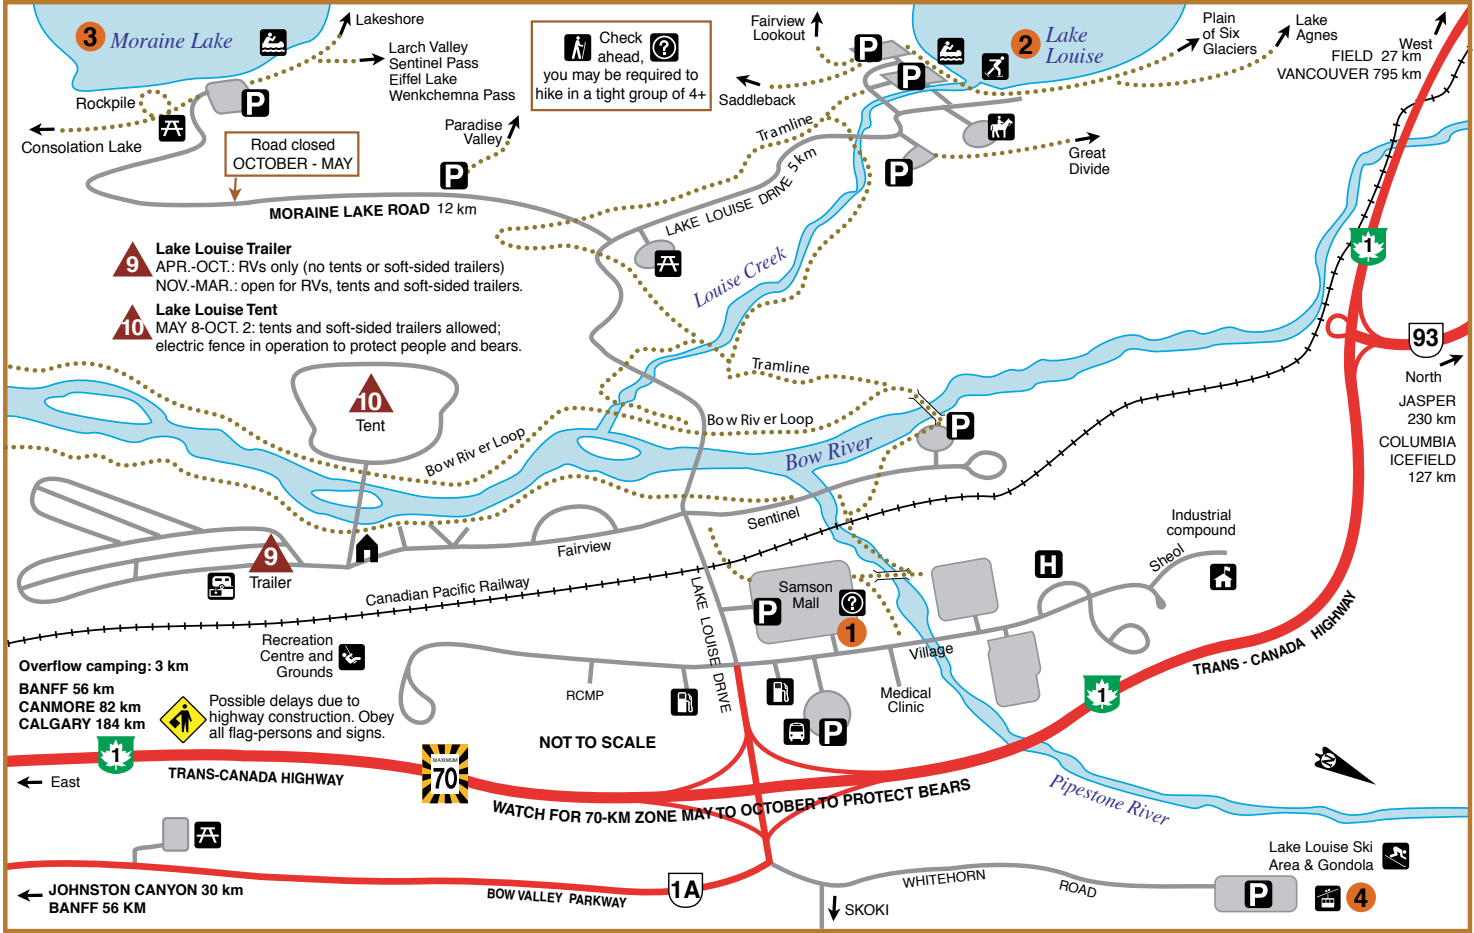 3
Moraine Lake
Lakeshore
Larch Valley
Sentinel Pass
Eiffel Lake
Wenkchemna Pass
Rockpile
P
Consolation Lake
Road closed
OCTOBER - MAY
Paradise
Valley
P
MORAINE LAKE ROAD 12 km
Check
ahead,
?
you may be required to
hike in a tight group of 4+
Fairview
Lookout
P
P
2
Lake
Louise
Plain
of Six
Glaciers
Lake
Agnes
West
FIELD 27 km
VANCOUVER 795 km
Saddleback
Tramline
Great
Divide
P
LAKE LOUISE DRIVE 5 km
1
9
Lake Louise Trailer
APR.-OCT.: RVs only (no tents or soft-sided trailers)
NOV.-MAR.: open for RVs, tents and soft-sided trailers.
10
Lake Louise Tent
MAY 8-OCT. 2: tents and soft-sided trailers allowed;
electric fence in operation to protect people and bears.
Louise Creek
93
North
JASPER
230 km
COLUMBIA
ICEFIELD
127 km
Tramline
10
Tent
Bow River Loop
Bow River Loop
P
Bow River
Sentinel
Fairview
9
Trailer
Canadian Pacific Railway
LAKE LOUISE DRIVE
Samson
Mall
P
?
1
H
Industrial
compound
Sheol
Village
TRANS - CANADA HIGHWAY
1
Recreation
Centre and
Grounds
RCMP
Medical
Clinic
P
Overflow camping: 3 km
BANFF 56 km
CANMORE 82 km
CALGARY 184 km
Possible delays due to
highway construction. Obey
all flag-persons and signs.
NOT TO SCALE
1
East
TRANS-CANADA HIGHWAY
MAXIMUM
70
WATCH FOR 70-KM ZONE MAY TO OCTOBER TO PROTECT BEARS
Pipestone River
N
JOHNSTON CANYON 30 km
BANFF 56 KM
BOW VALLEY PARKWAY
1A
SKOKI
WHITEHORN ROAD
Lake Louise Ski
Area & Gondola
P
4